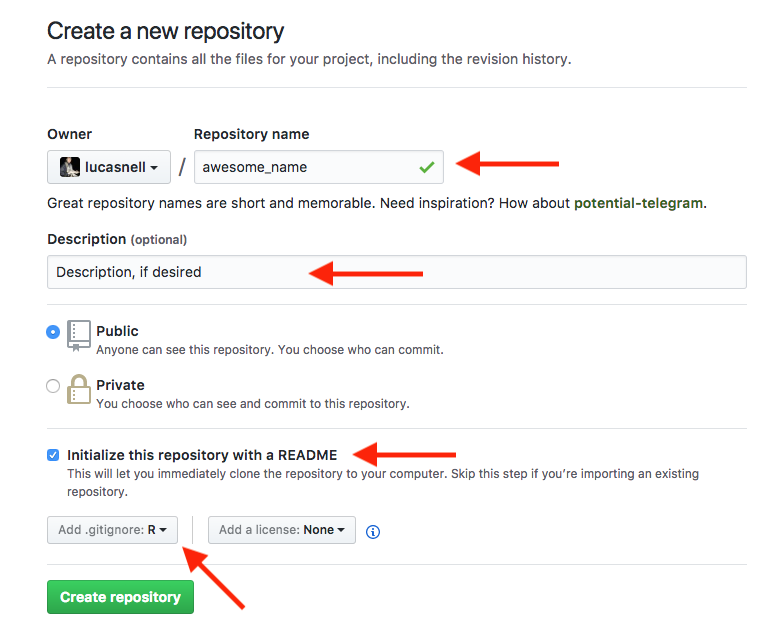 Create a new repository
A repository contains all the files for your project, including the revision history.
Owner
Repository name
lucasnell
/
awesome_name
Great repository names are short and memorable. Need inspiration? How about potential-telegram.
Description (optional)
Description, if desired
Public
Anyone can see this repository. You choose who can commit.
Private
You choose who can see and commit to this repository.
Initialize this repository with a README
This will let you immediately clone the repository to your computer. Skip this step if you’re importing an existing
repository.
Add .gitignore: R
Add a license: None
Create repository